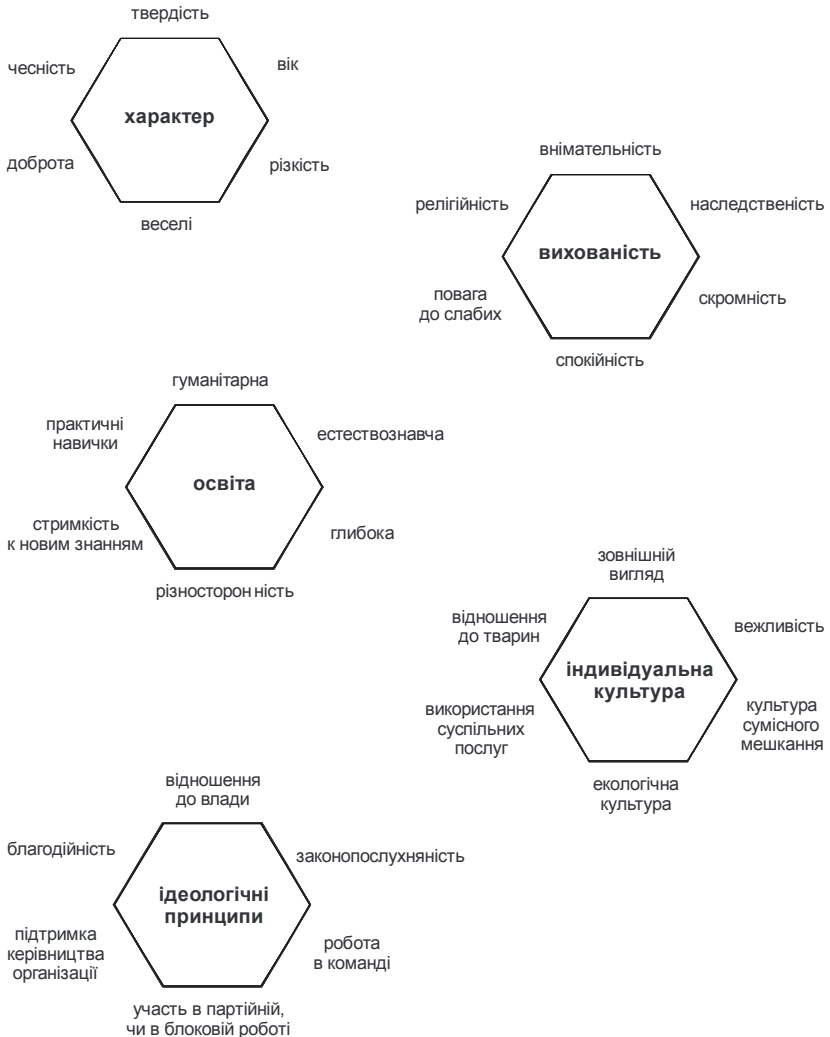 твердість
чесність
вік
характер
доброта
різкість
веселі
внімательність
релігійність
наследственість
вихованість
повага
до слабих
скромність
спокійність
гуманітарна
практичні
навички
естествознавча
освіта
стримкість
к новим знанням
глибока
різносторон ність
зовнішній
вигляд
відношення
до тварин
вежливість
індивідуальна
культура
використання
суспільних
послуг
культура
сумісного
мешкання
екологічна
культура
відношення
до влади
благодійність
законопослухняність
ідеологічні
принципи
підтримка
керівництва
організації
робота
в команді
участь в партійній,
чи в блоковій роботі